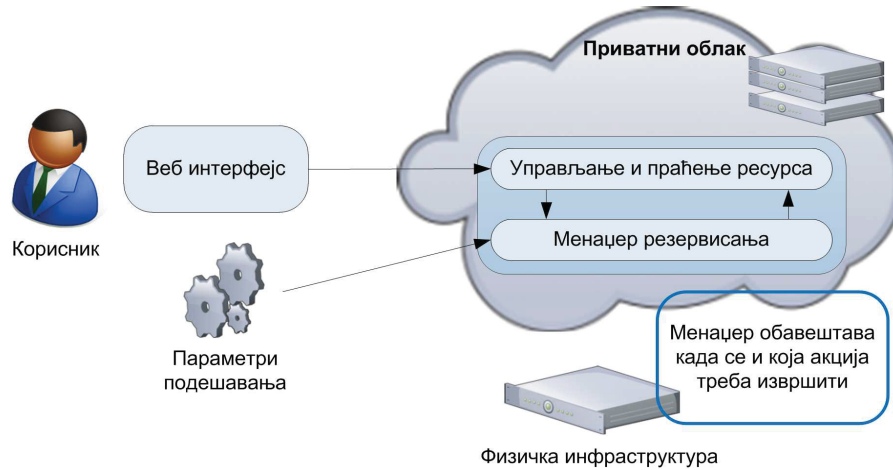 Приватни облак
Веб интерфејс
Управљање и праћење ресурса
Корисник
Менаџер резервисања
Параметри
подешавања
Менаџер обавештава
када се и која акција
треба извршити
Физичка инфраструктура